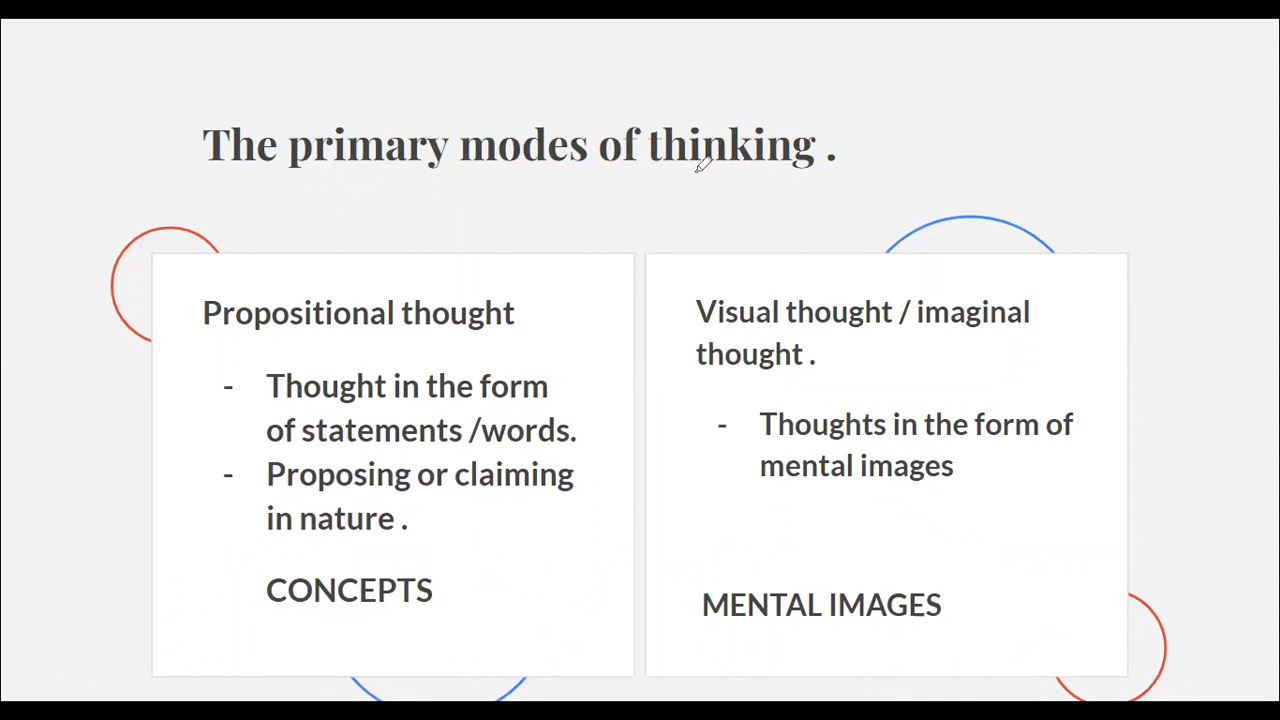 The primary modes of thinking .
Propositional thought
- Thought in the form
of statements /words.
- Proposing or claiming
in nature .
CONCEPTS
Visual thought / imaginal
thought .
- Thoughts in the form of
mental images
MENTAL IMAGES